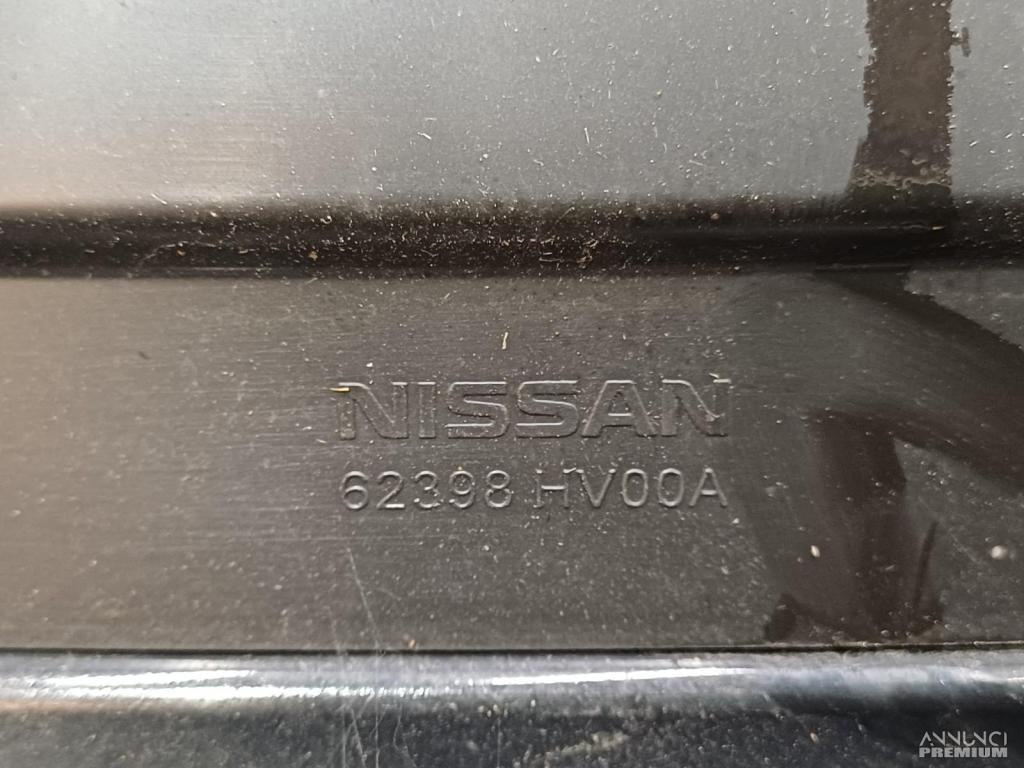 NISSAN
62398 HV00A
ANNUNCI
PREMIUM